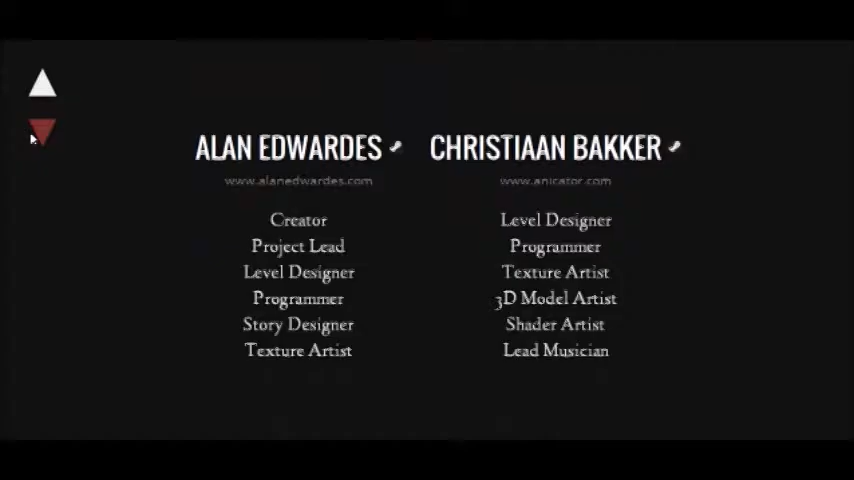 ALAN EDWARDES
www.alanedwardes.com
Creator
Project Lead
Level Designer
Programmer
Story Designer
Texture Artist
CHRISTIAAN BAKKER
www.anicator.com
Level Designer
Programmer
Texture Artist
3D Model Artist
Shader Artist
Lead Musician